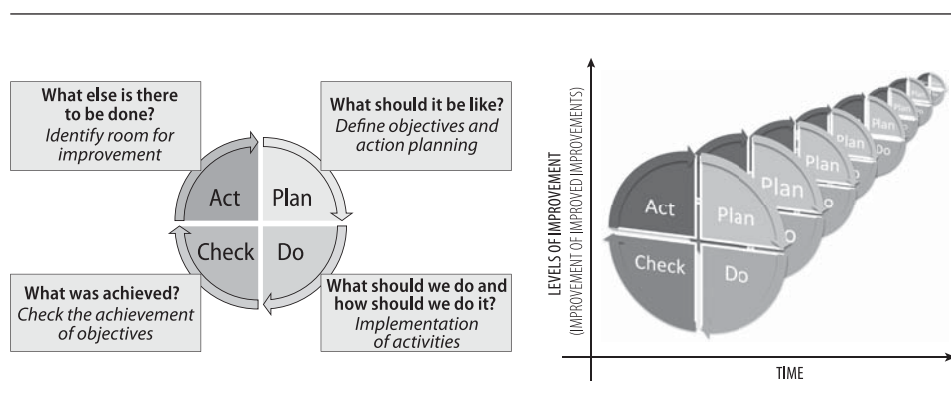 What else is there
to be done?
Identify room for
improvement
What should it be like?
Define objectives and
action planning
Act
Plan
Check
Do
What was achieved?
Check the achievement
of objectives
What should we do and
how should we do it?
Implementation
of activities
LEVELS OF IMPROVEMENT
(IMPROVEMENT OF IMPROVED IMPROVEMENTS)
Act
Plan
Check
Do
Plan
Plan
Plan
Plan
Do
TIME